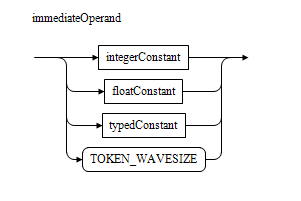 immediateOperand
integerConstant
floatConstant
typedConstant
TOKEN_WAVESIZE